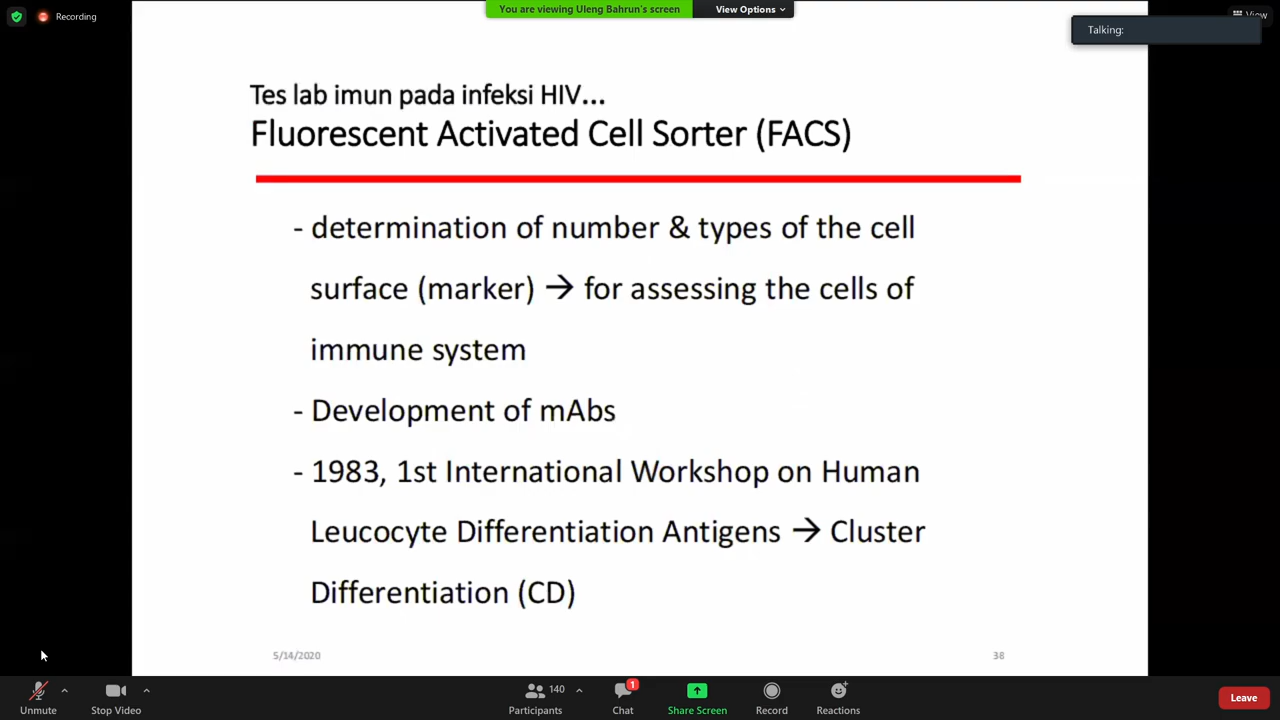 Recording
You are viewing Uleng Bahrun's screen
View Options
View
Talking:
Tes lab imun pada infeksi HIV...
Fluorescent Activated Cell Sorter (FACS)
- determination of number & types of the cell
surface (marker) → for assessing the cells of
immune system
- Development of mAbs
- 1983, 1st International Workshop on Human
Leucocyte Differentiation Antigens → Cluster
Differentiation (CD)
5/14/2020
38
Unmute
Stop Video
140
Participants
1
Chat
Share Screen
Record
Reactions
Leave